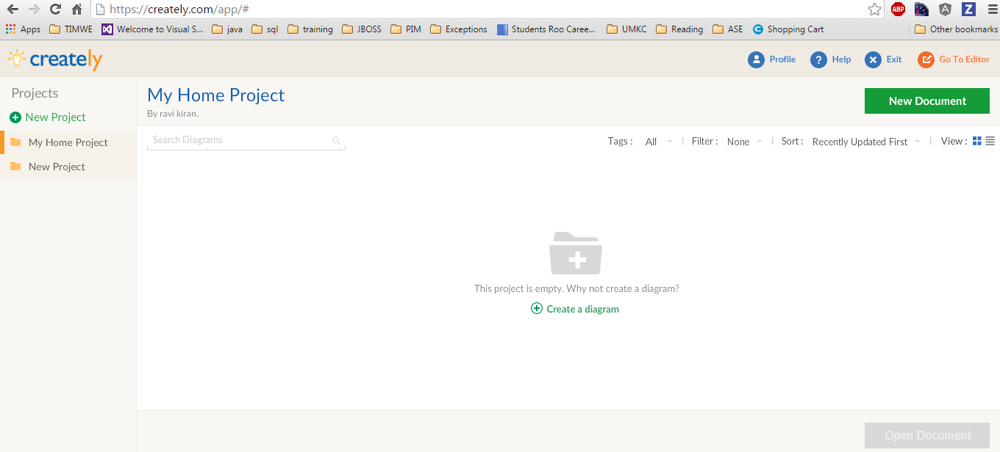 https://creately.com/app/#
ABP
A
Z
Apps TIMWE Welcome to Visual S... java sql training JBOSS PIM Exceptions Students Roo Caree... UMKC Reading ASE Shopping Cart Other bookmarks
creately
Profile ? Help Exit Go To Editor
Projects
New Project
My Home Project
New Project
My Home Project
By ravi kiran.
New Document
Search Diagrams
Tags : All | Filter : None | Sort : Recently Updated First | View :
This project is empty. Why not create a diagram?
Create a diagram
Open Document